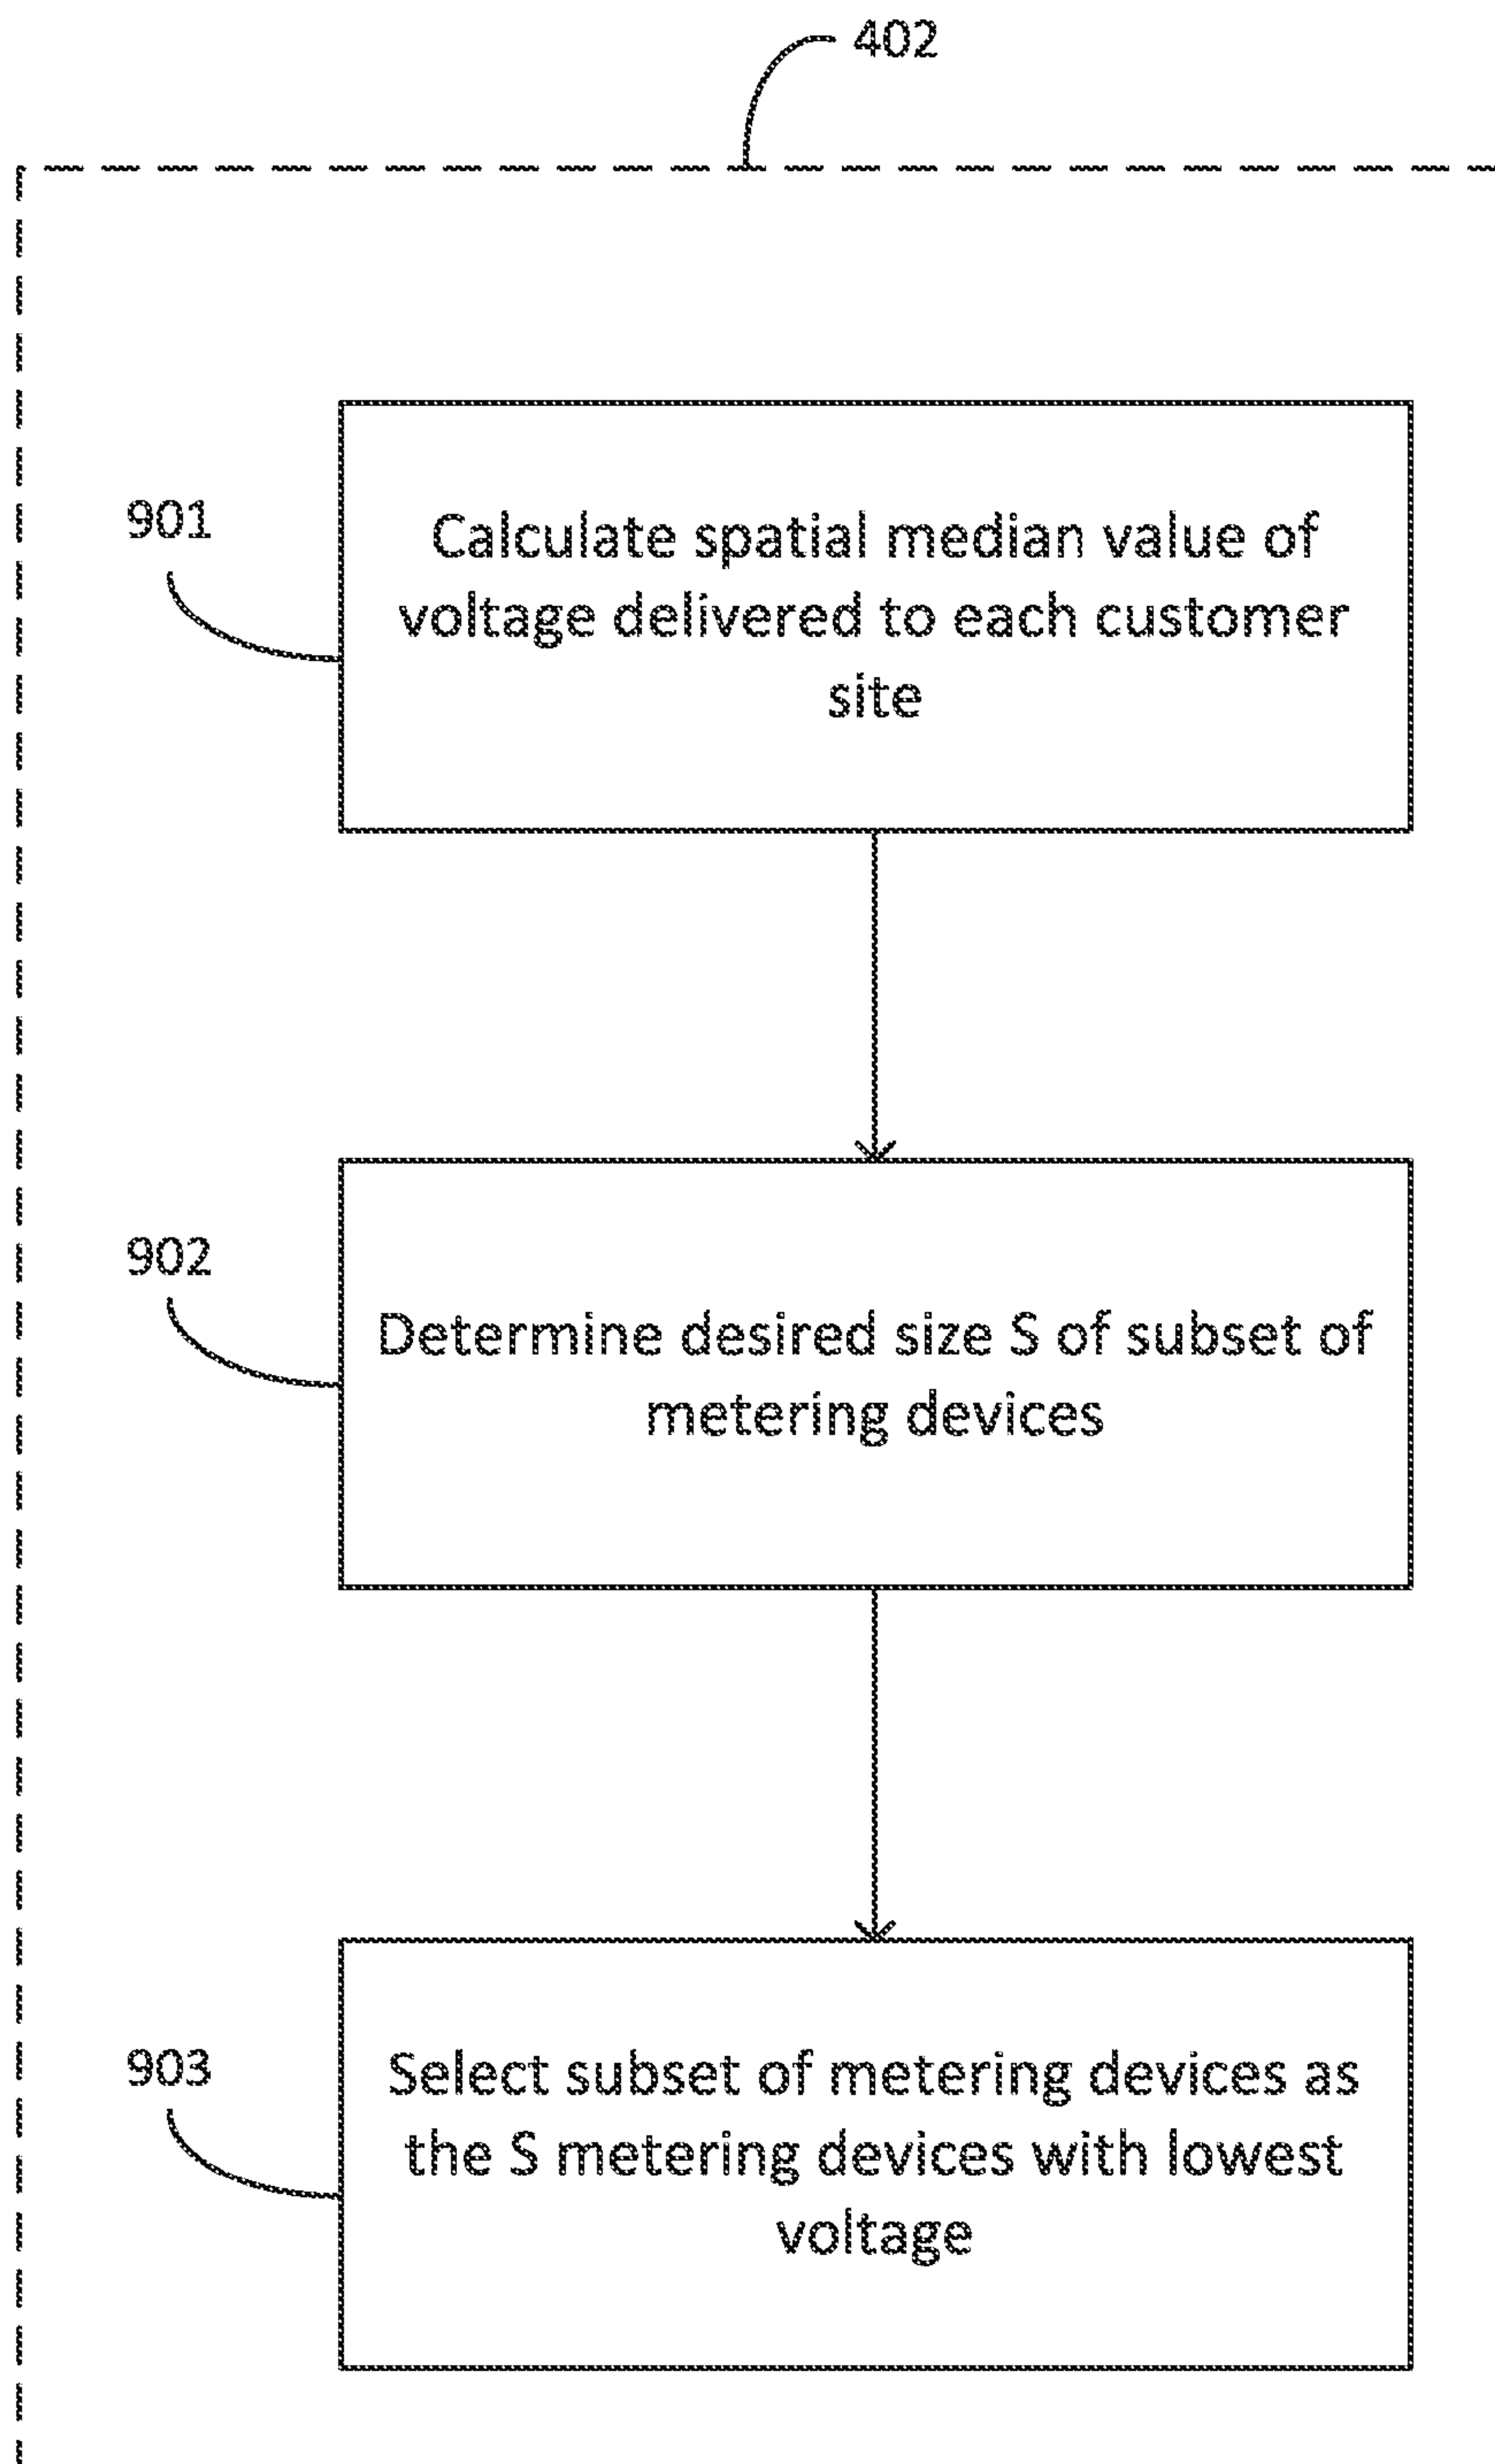 402
901
Calculate spatial median value of
voltage delivered to each customer
site
902
Determine desired size S of subset of
metering devices
903
Select subset of metering devices as
the S metering devices with lowest
voltage